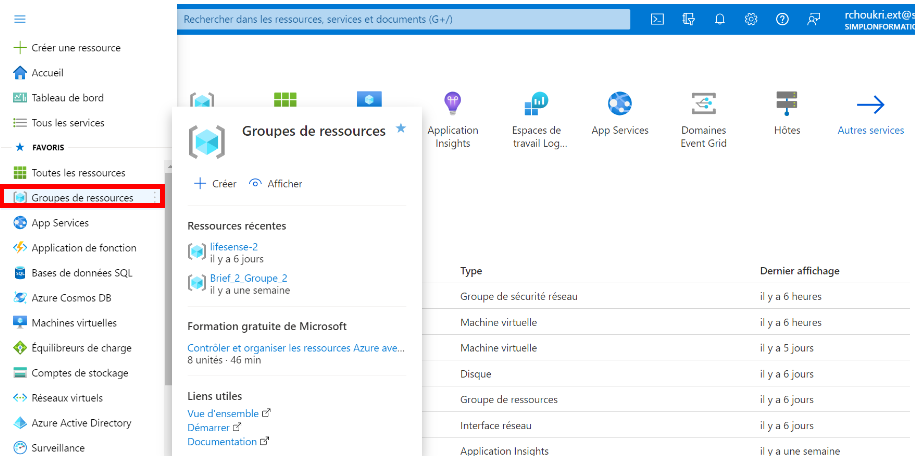 Rechercher dans les ressources, services et documents (G+/)
rchoukri.ext@s
SIMPLONFORMATIO
Créer une ressource
Accueil
Tableau de bord
Tous les services
FAVORIS
Toutes les ressources
Groupes de ressources
App Services
Application de fonction
Bases de données SQL
Azure Cosmos DB
Machines virtuelles
Équilibreurs de charge
Comptes de stockage
Réseaux virtuels
Azure Active Directory
Surveillance
Groupes de ressources
Créer
Afficher
Ressources récentes
lifesense-2
il y a 6 jours
Brief_2_Groupe_2
il y a une semaine
Formation gratuite de Microsoft
Contrôler et organiser les ressources Azure ave...
8 unités · 46 min
Liens utiles
Vue d'ensemble
Démarrer
Documentation
Application
Insights
Espaces de
travail Log...
App Services
Domaines
Event Grid
Hôtes
Autres services
Type Dernier affichage
Groupe de sécurité réseau il y a 6 heures
Machine virtuelle il y a 6 heures
Machine virtuelle il y a 5 jours
Disque il y a 6 jours
Groupe de ressources il y a 6 jours
Interface réseau il y a 6 jours
Application Insights il y a une semaine